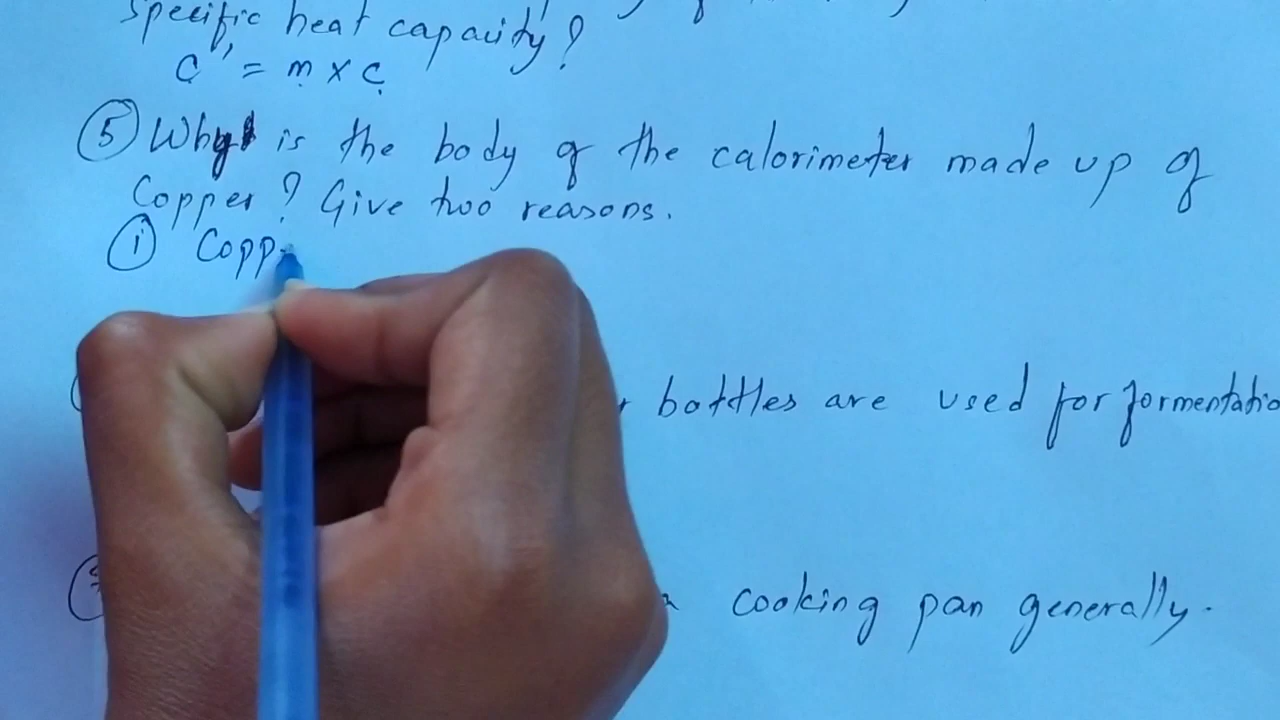 specific heat capacity?
C' = m x c
⑤ Why is the body of the calorimeter made up of
Copper? Give two reasons.
① Copp
bottles are used for formentatio
cooking pan generally.